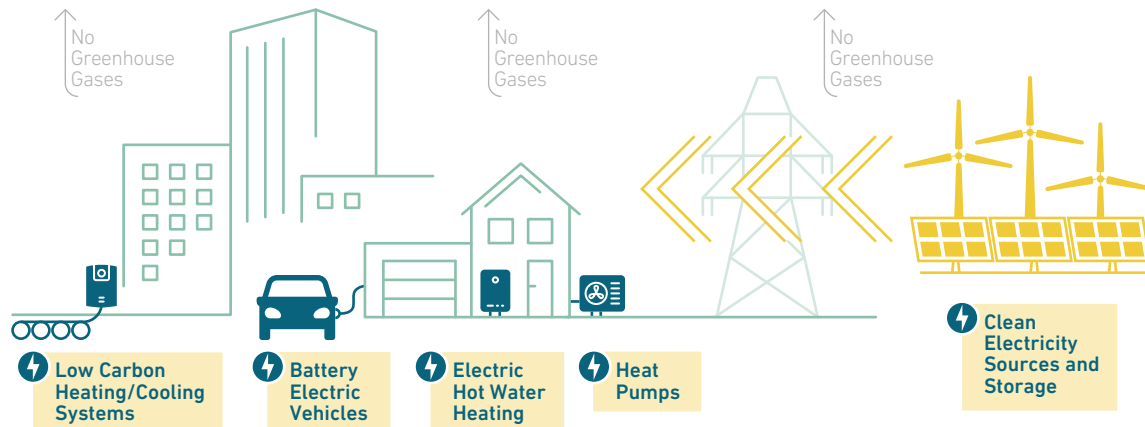 No
Greenhouse
Gases
No
Greenhouse
Gases
No
Greenhouse
Gases
Low Carbon
Heating/Cooling
Systems
Battery
Electric
Vehicles
Electric
Hot Water
Heating
Heat
Pumps
Clean
Electricity
Sources and
Storage